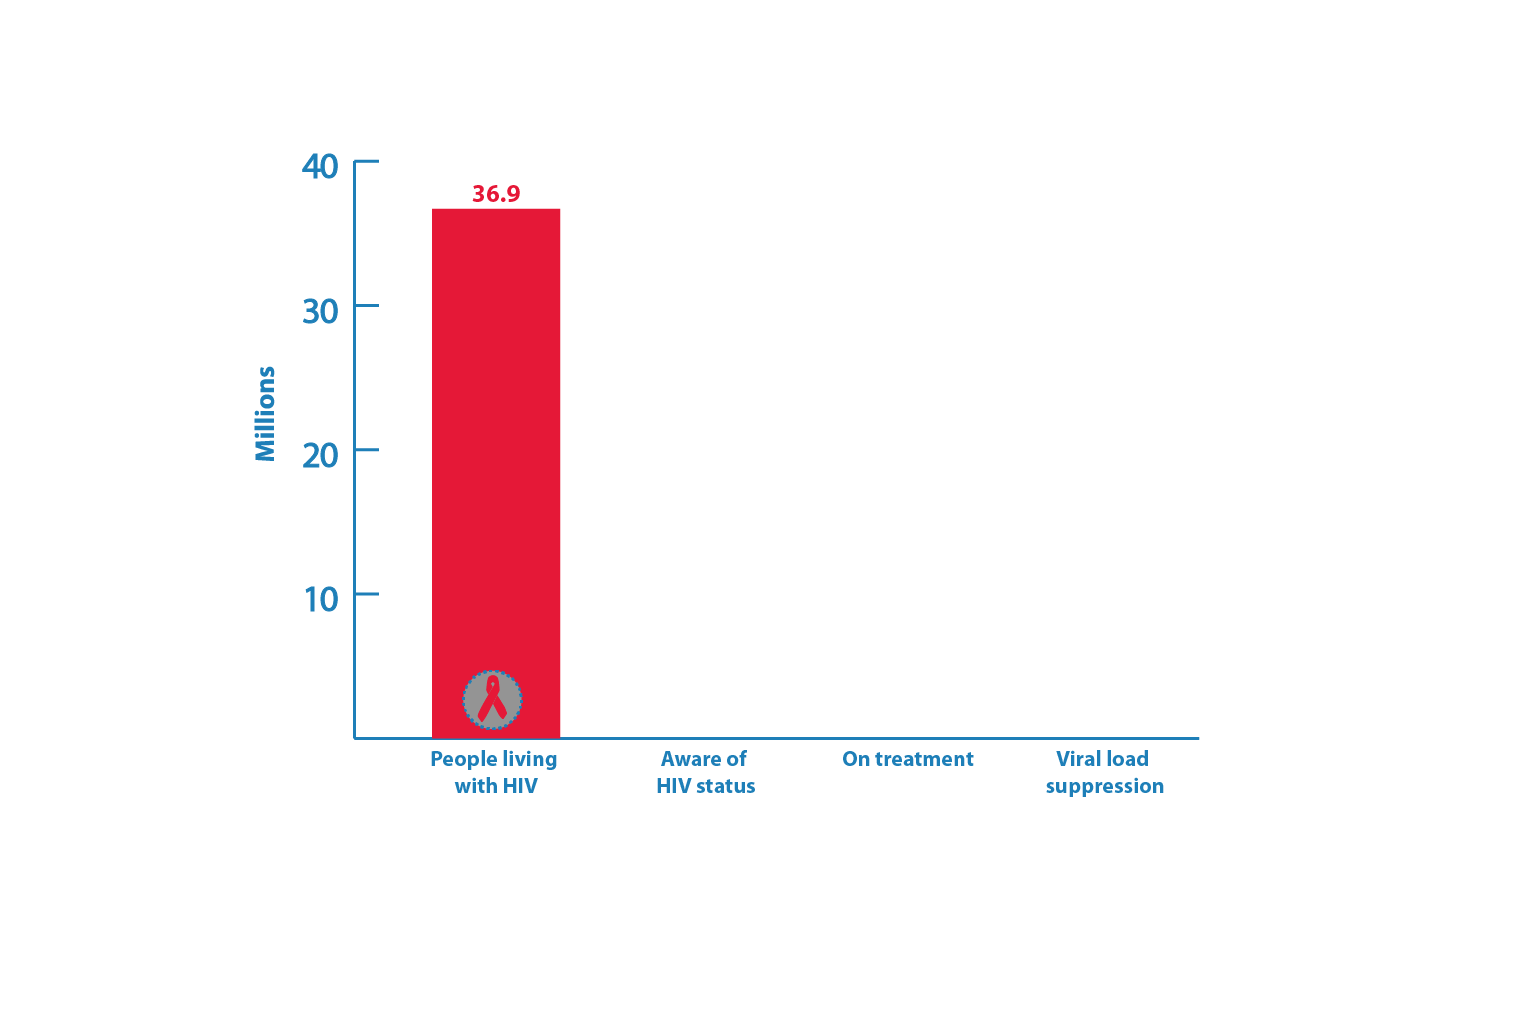 40
36.9
30
Millions
20
10
People living
with HIV
Aware of
HIV status
On treatment
Viral load
suppression